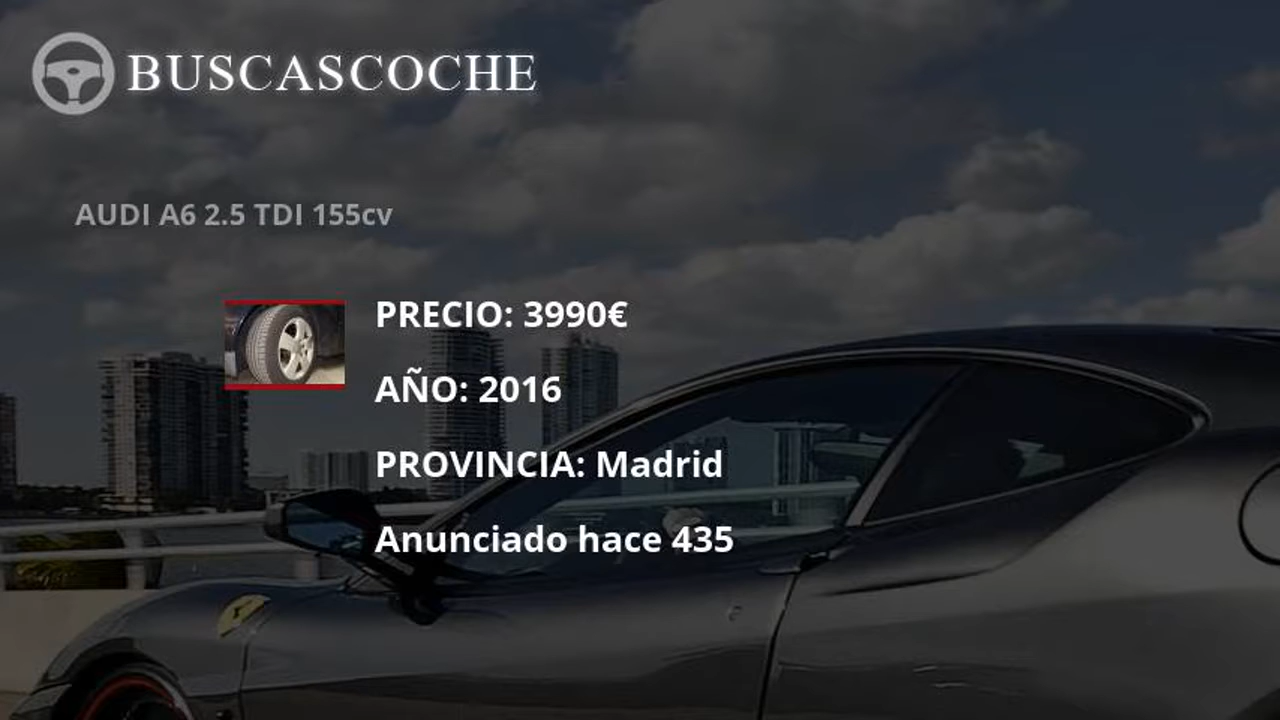 BUSCASCOCHE
AUDI A6 2.5 TDI 155cv
PRECIO: 3990€
AÑO: 2016
PROVINCIA: Madrid
Anunciado hace 435